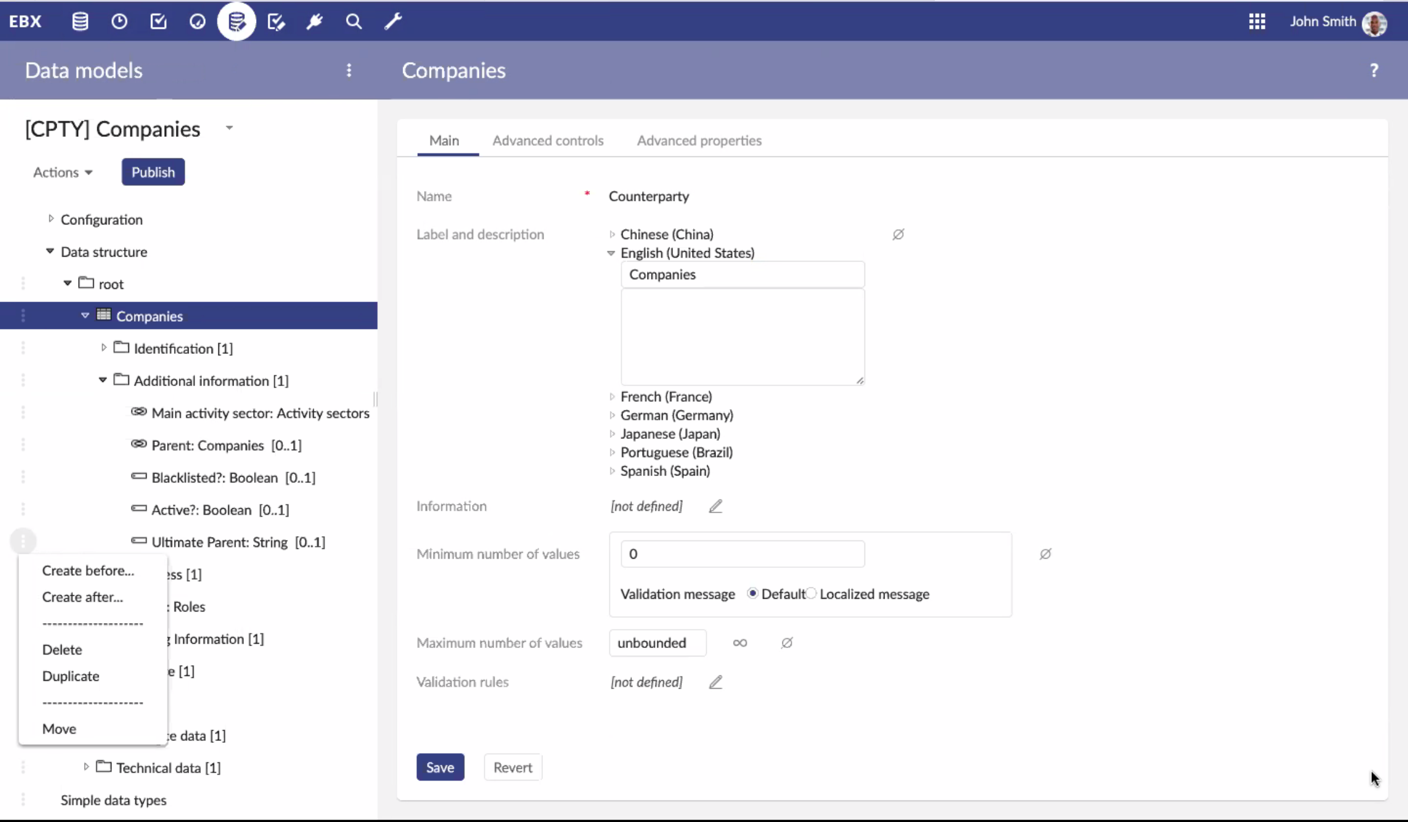 EBX
John Smith
Data models
Companies
?
[CPTY] Companies
Actions
Publish
Configuration
Data structure
root
Companies
Identification [1]
Additional information [1]
Main activity sector: Activity sectors
Parent: Companies [0..1]
Blacklisted?: Boolean [0..1]
Active?: Boolean [0..1]
Ultimate Parent: String [0..1]
ess [1]
: Roles
Information [1]
e [1]
data [1]
Technical data [1]
Simple data types
Create before...
Create after...
--------------------
Delete
Duplicate
--------------------
Move
Main
Advanced controls
Advanced properties
Name * Counterparty
Label and description
Chinese (China)
English (United States)
Companies
French (France)
German (Germany)
Japanese (Japan)
Portuguese (Brazil)
Spanish (Spain)
Information [not defined]
Minimum number of values 0
Validation message Default Localized message
Maximum number of values unbounded ∞
Validation rules [not defined]
Save
Revert